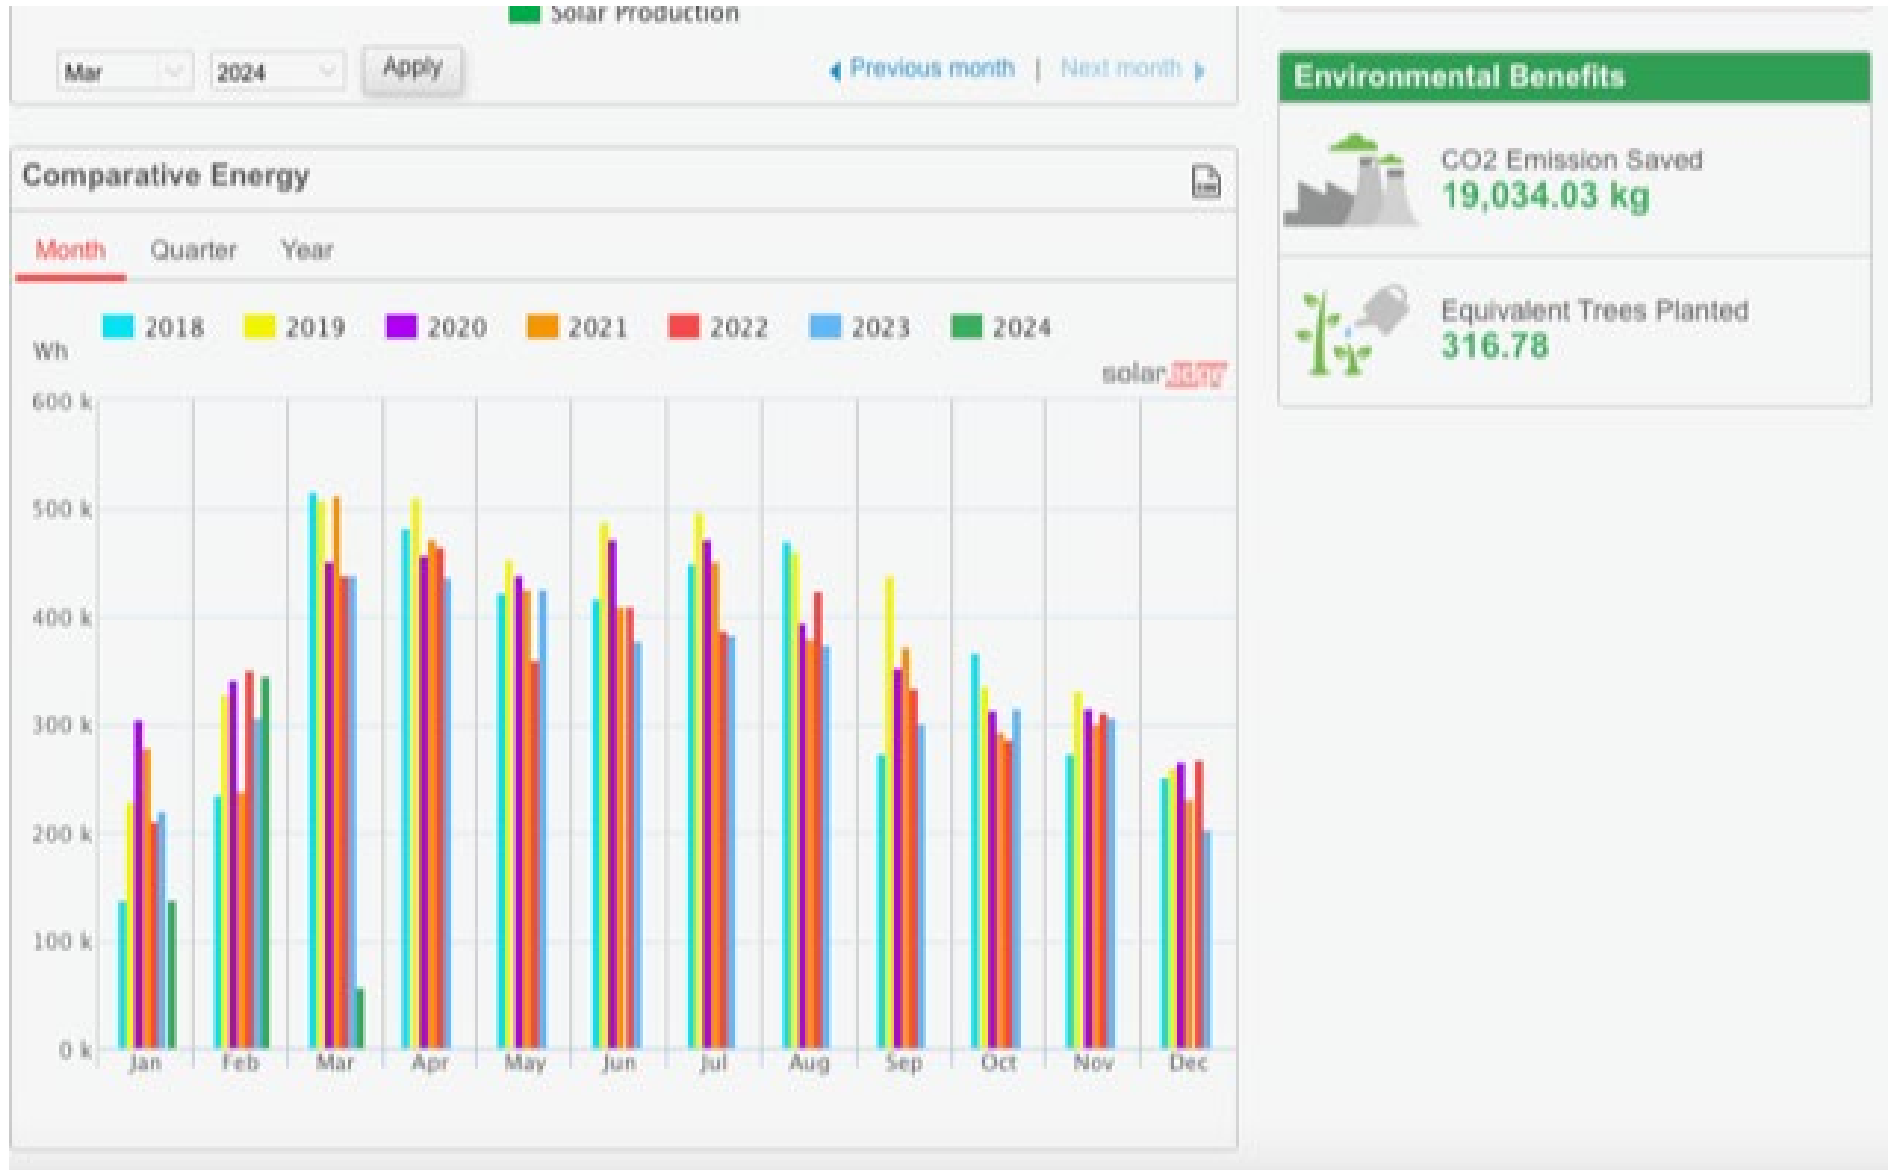 Solar Production
Mar 2024 Apply Previous month | Next month
Environmental Benefits
CO2 Emission Saved
19,034.03 kg
Equivalent Trees Planted
316.78
Comparative Energy
Month Quarter Year
2018 2019 2020 2021 2022 2023 2024
Wh
solaredge
600 k
500 k
400 k
300 k
200 k
100 k
0 k
Jan Feb Mar Apr May Jun Jul Aug Sep Oct Nov Dec